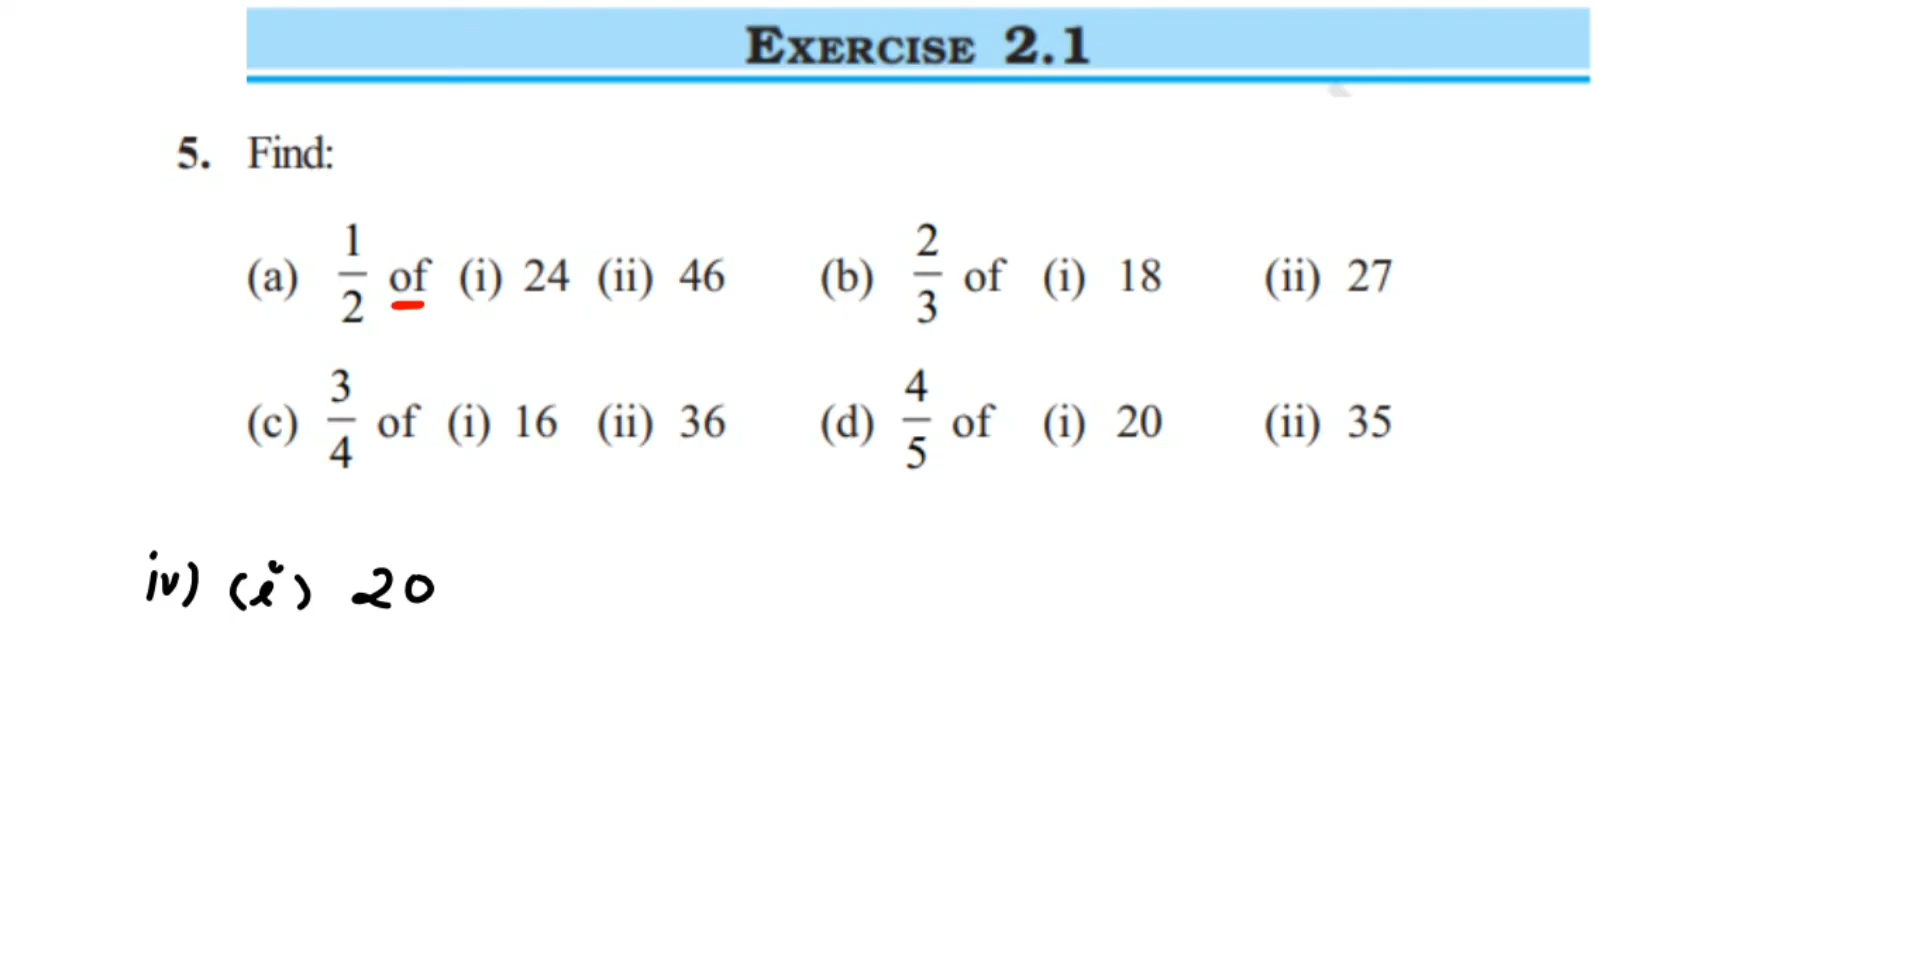 EXERCISE 2.1
5. Find:
(a) 1/2 of (i) 24 (ii) 46 (b) 2/3 of (i) 18 (ii) 27
(c) 3/4 of (i) 16 (ii) 36 (d) 4/5 of (i) 20 (ii) 35
iv) (i) 20